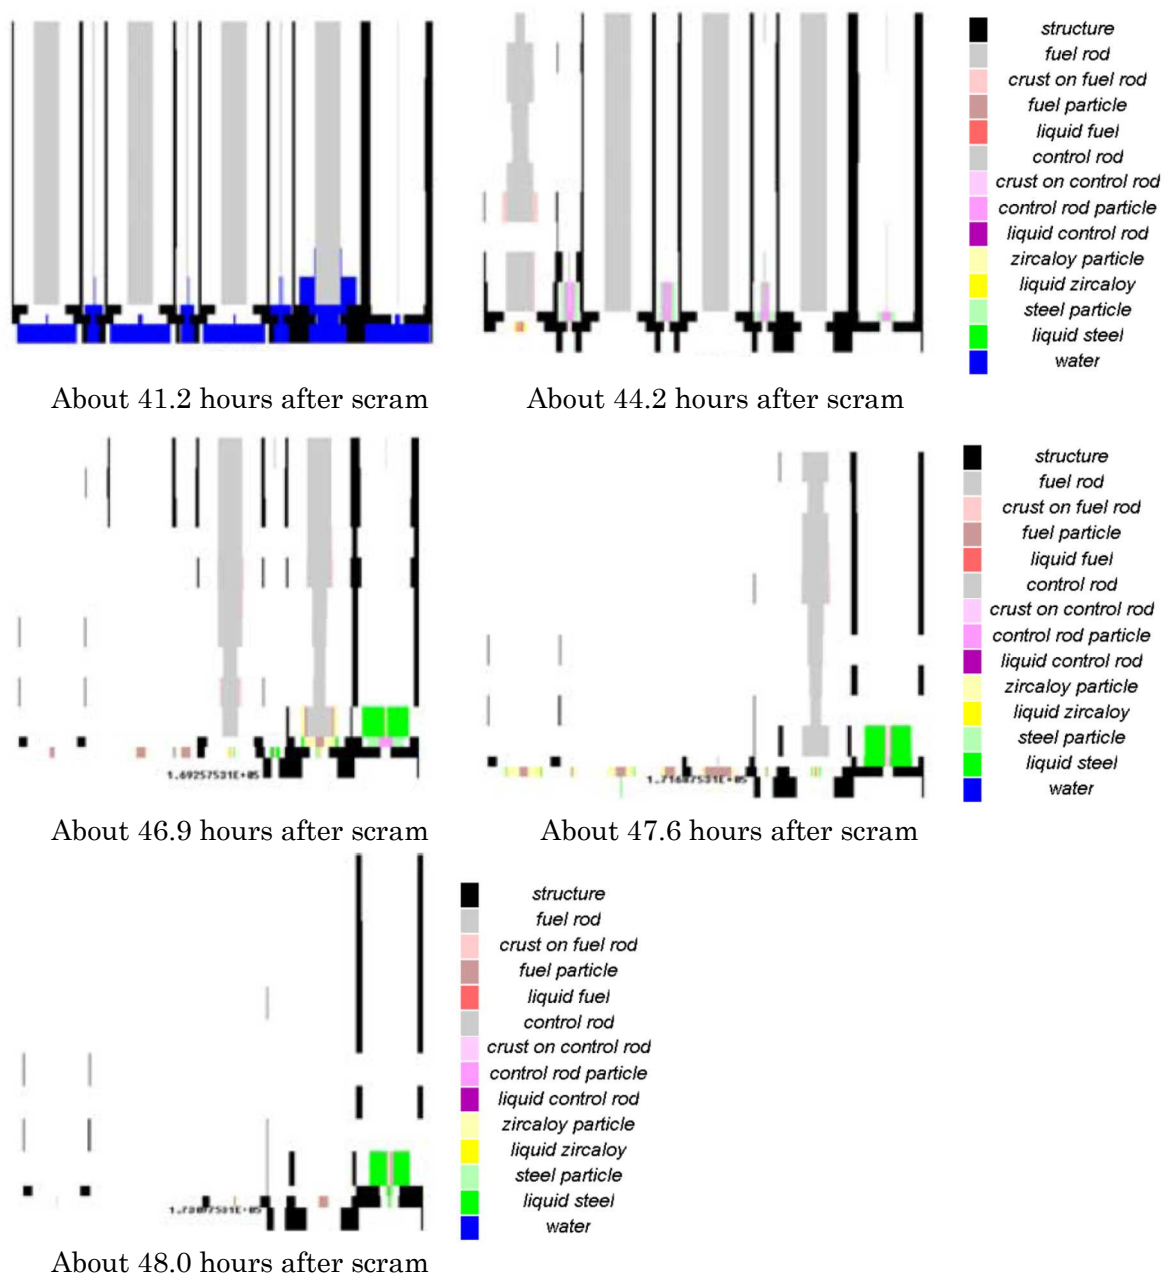 structure
fuel rod
crust on fuel rod
fuel particle
liquid fuel
control rod
crust on control rod
control rod particle
liquid control rod
zircaloy particle
liquid zircaloy
steel particle
liquid steel
water
About 41.2 hours after scram
About 44.2 hours after scram
structure
fuel rod
crust on fuel rod
fuel particle
liquid fuel
control rod
crust on control rod
control rod particle
liquid control rod
zircaloy particle
liquid zircaloy
steel particle
liquid steel
water
1.69257531E+05
About 46.9 hours after scram
About 47.6 hours after scram
structure
fuel rod
crust on fuel rod
fuel particle
liquid fuel
control rod
crust on control rod
control rod particle
liquid control rod
zircaloy particle
liquid zircaloy
steel particle
liquid steel
water
About 48.0 hours after scram